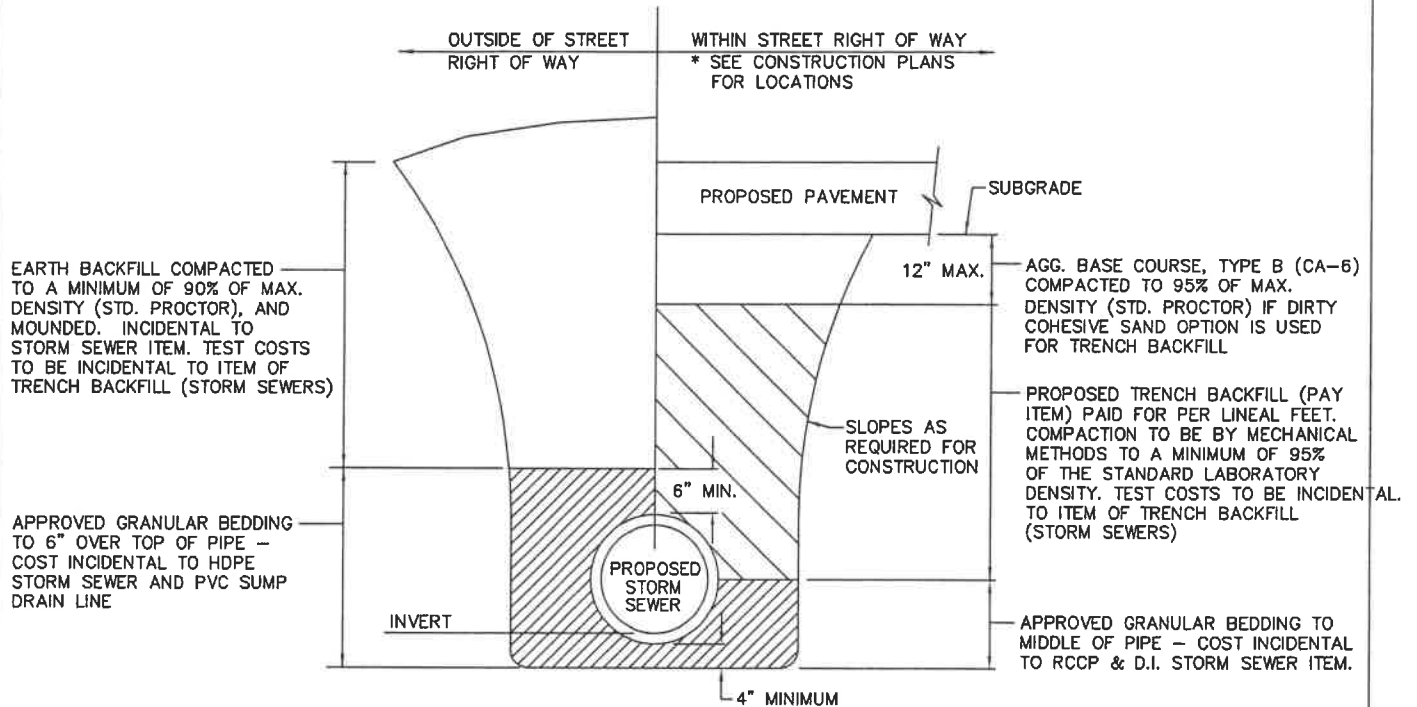 OUTSIDE OF STREET
RIGHT OF WAY
WITHIN STREET RIGHT OF WAY
* SEE CONSTRUCTION PLANS
FOR LOCATIONS
PROPOSED PAVEMENT
SUBGRADE
EARTH BACKFILL COMPACTED
TO A MINIMUM OF 90% OF MAX.
DENSITY (STD. PROCTOR), AND
MOUNDED. INCIDENTAL TO
STORM SEWER ITEM. TEST COSTS
TO BE INCIDENTAL TO ITEM OF
TRENCH BACKFILL (STORM SEWERS)
12" MAX.
AGG. BASE COURSE, TYPE B (CA-6)
COMPACTED TO 95% OF MAX.
DENSITY (STD. PROCTOR) IF DIRTY
COHESIVE SAND OPTION IS USED
FOR TRENCH BACKFILL
PROPOSED TRENCH BACKFILL (PAY
ITEM) PAID FOR PER LINEAL FEET.
COMPACTION TO BE BY MECHANICAL
METHODS TO A MINIMUM OF 95%
OF THE STANDARD LABORATORY
DENSITY. TEST COSTS TO BE INCIDENTAL.
TO ITEM OF TRENCH BACKFILL
(STORM SEWERS)
SLOPES AS
REQUIRED FOR
CONSTRUCTION
6" MIN.
APPROVED GRANULAR BEDDING
TO 6" OVER TOP OF PIPE -
COST INCIDENTAL TO HDPE
STORM SEWER AND PVC SUMP
DRAIN LINE
PROPOSED
STORM
SEWER
INVERT
APPROVED GRANULAR BEDDING TO
MIDDLE OF PIPE - COST INCIDENTAL
TO RCCP & D.I. STORM SEWER ITEM.
4" MINIMUM